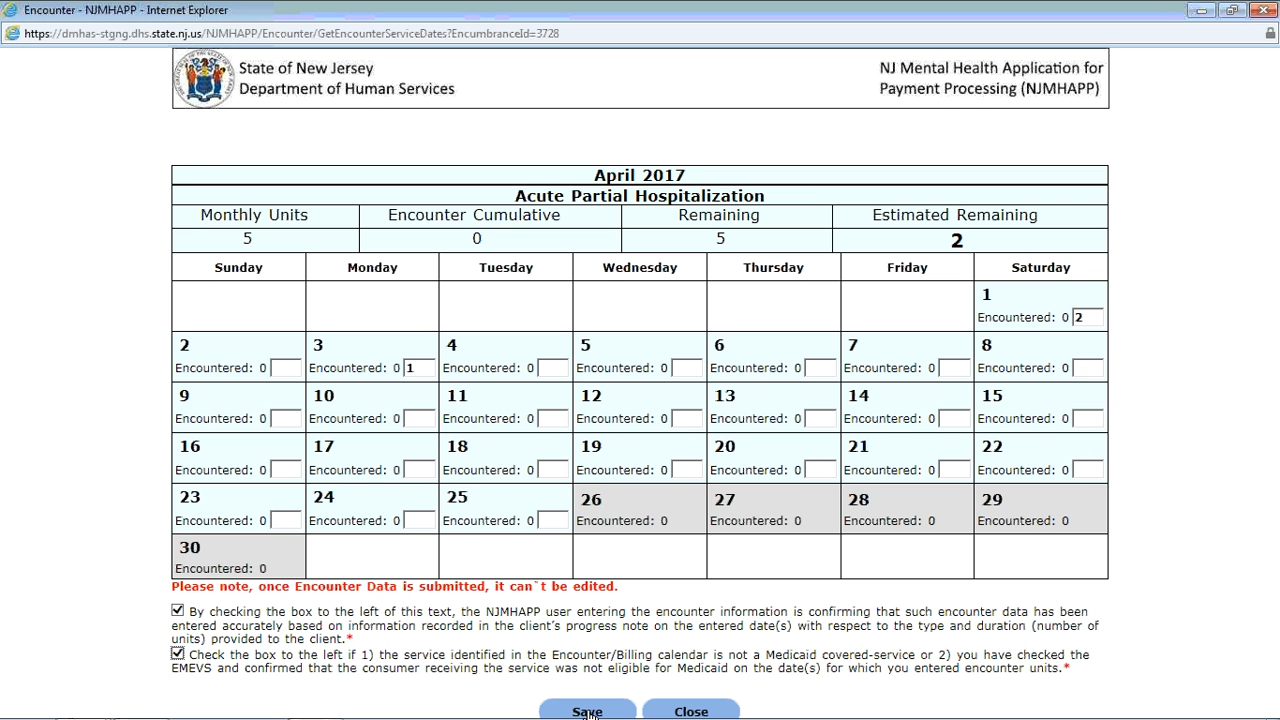 Encounter - NJMHAPP - Internet Explorer
https://dmhas-stgng.dhs.state.nj.us/NJMHAPP/Encounter/GetEncounterServiceDates?EncumbranceId=3728
State of New Jersey NJ Mental Health Application for
Department of Human Services Payment Processing (NJMHAPP)
April 2017
Acute Partial Hospitalization
Monthly Units Encounter Cumulative Remaining Estimated Remaining
5 0 5 2
Sunday Monday Tuesday Wednesday Thursday Friday Saturday
1
Encountered: 0 2
2 3 4 5 6 7 8
Encountered: 0 Encountered: 0 1 Encountered: 0 Encountered: 0 Encountered: 0 Encountered: 0 Encountered: 0
9 10 11 12 13 14 15
Encountered: 0 Encountered: 0 Encountered: 0 Encountered: 0 Encountered: 0 Encountered: 0 Encountered: 0
16 17 18 19 20 21 22
Encountered: 0 Encountered: 0 Encountered: 0 Encountered: 0 Encountered: 0 Encountered: 0 Encountered: 0
23 24 25 26 27 28 29
Encountered: 0 Encountered: 0 Encountered: 0 Encountered: 0 Encountered: 0 Encountered: 0 Encountered: 0
30
Encountered: 0
Please note, once Encounter Data is submitted, it can`t be edited.
By checking the box to the left of this text, the NJMHAPP user entering the encounter information is confirming that such encounter data has been
entered accurately based on information recorded in the client's progress note on the entered date(s) with respect to the type and duration (number of
units) provided to the client.*
Check the box to the left if 1) the service identified in the Encounter/Billing calendar is not a Medicaid covered-service or 2) you have checked the
EMEVS and confirmed that the consumer receiving the service was not eligible for Medicaid on the date(s) for which you entered encounter units.*
Save Close